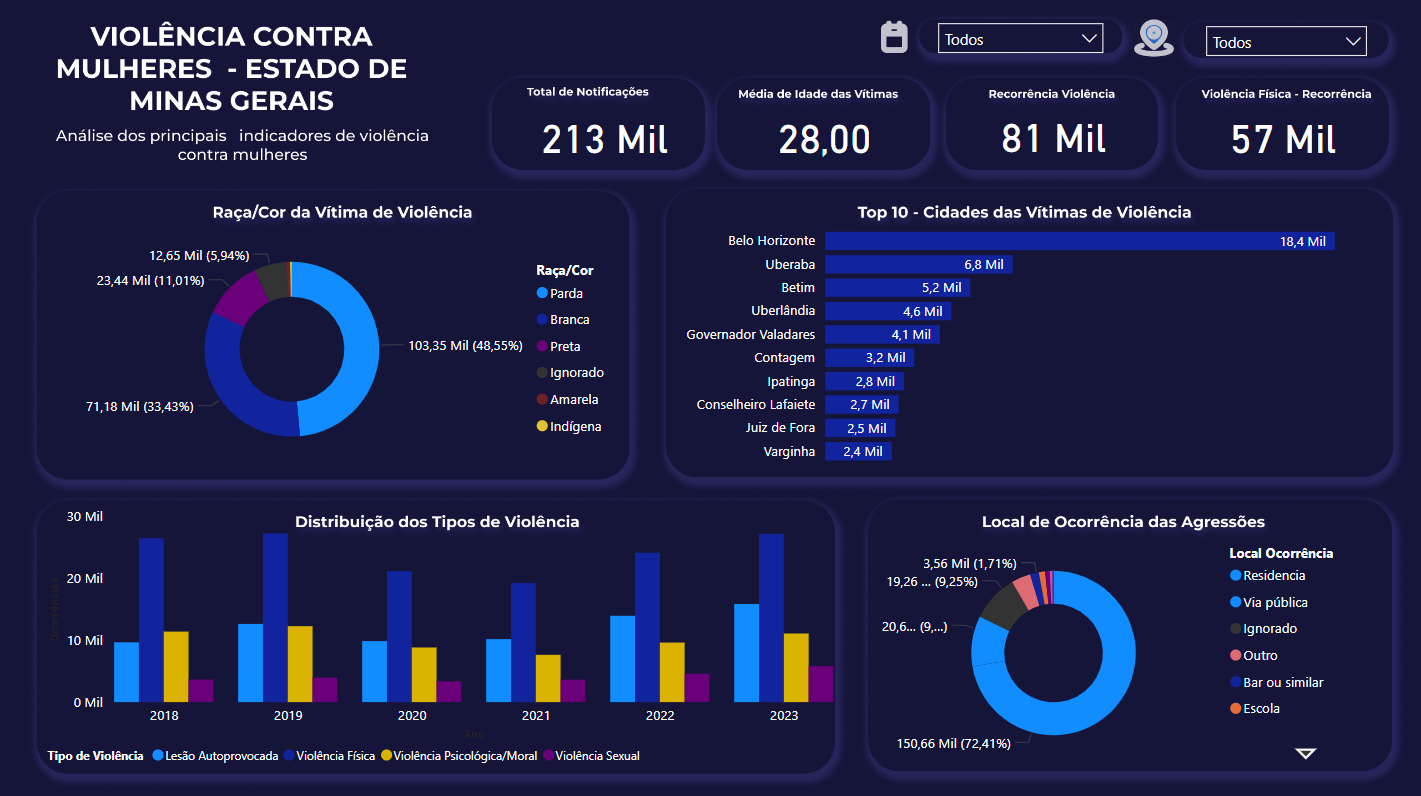 VIOLÊNCIA CONTRA
MULHERES - ESTADO DE
MINAS GERAIS
Análise dos principais indicadores de violência
contra mulheres
Todos
Todos
Total de Notificações
213 Mil
Média de Idade das Vítimas
28,00
Recorrência Violência
81 Mil
Violência Física - Recorrência
57 Mil
Raça/Cor da Vítima de Violência
12,65 Mil (5,94%)
23,44 Mil (11,01%)
103,35 Mil (48,55%)
71,18 Mil (33,43%)
Raça/Cor
Parda
Branca
Preta
Ignorado
Amarela
Indígena
Top 10 - Cidades das Vítimas de Violência
Belo Horizonte 18,4 Mil
Uberaba 6,8 Mil
Betim 5,2 Mil
Uberlândia 4,6 Mil
Governador Valadares 4,1 Mil
Contagem 3,2 Mil
Ipatinga 2,8 Mil
Conselheiro Lafaiete 2,7 Mil
Juiz de Fora 2,5 Mil
Varginha 2,4 Mil
Distribuição dos Tipos de Violência
30 Mil
20 Mil
10 Mil
0 Mil
Ocorrências
2018 2019 2020 2021 2022 2023
Ano
Tipo de Violência Lesão Autoprovocada Violência Física Violência Psicológica/Moral Violência Sexual
Local de Ocorrência das Agressões
3,56 Mil (1,71%)
19,26 ... (9,25%)
20,6... (9,...)
150,66 Mil (72,41%)
Local Ocorrência
Residencia
Via pública
Ignorado
Outro
Bar ou similar
Escola